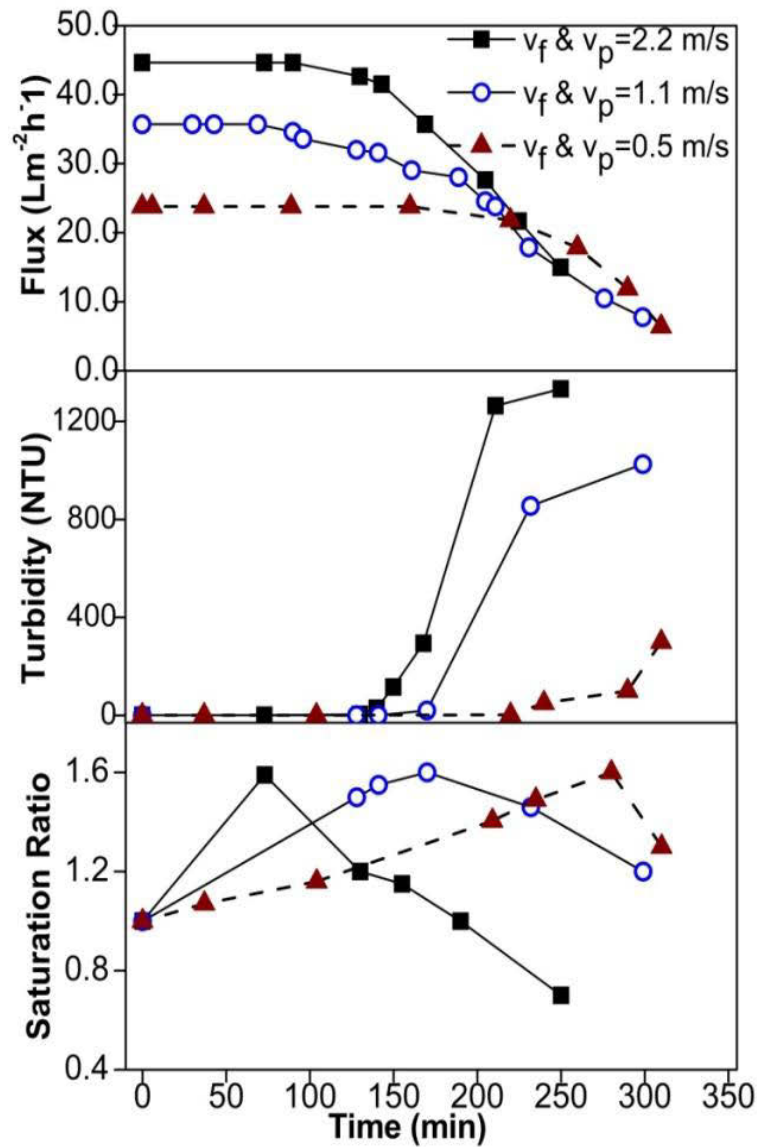 50.0
40.0
30.0
20.0
10.0
0.0
Flux (Lm⁻²h⁻1)
v_f & v_p=2.2 m/s
v_f & v_p=1.1 m/s
v_f & v_p=0.5 m/s
1200
800
400
0
Turbidity (NTU)
1.6
1.2
0.8
0.4
Saturation Ratio
0 50 100 150 200 250 300 350
Time (min)